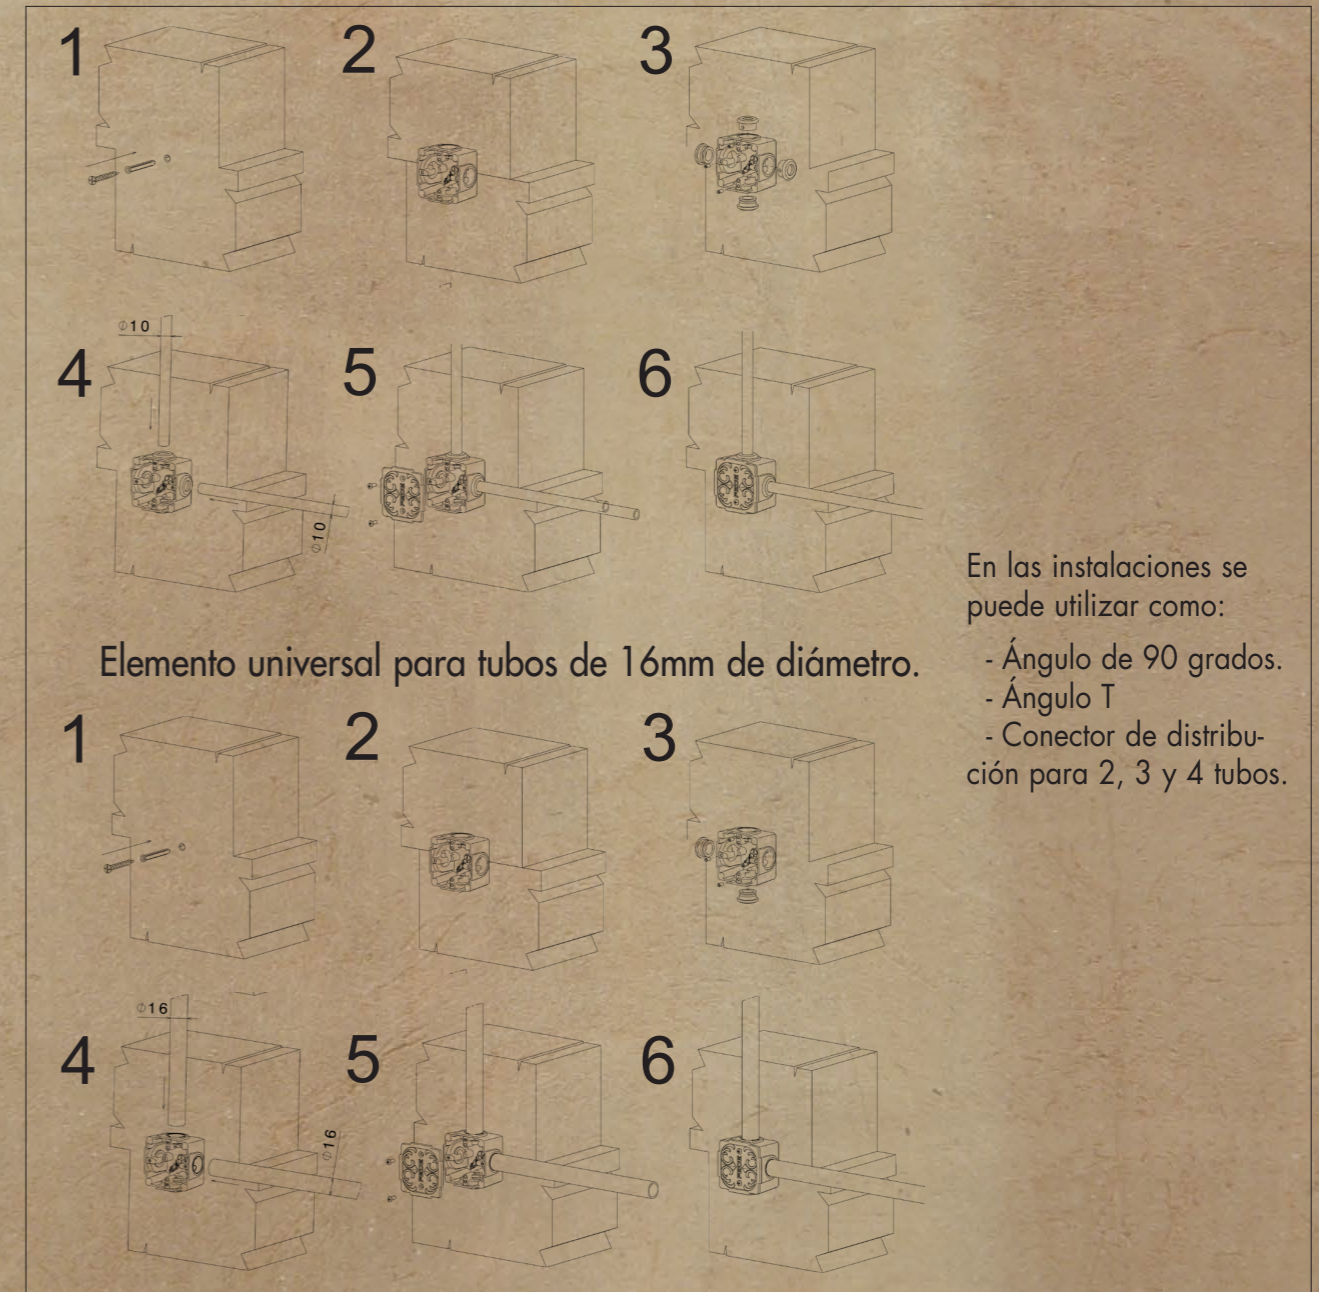 1
2
3
4
Ø10
Ø10
5
6
Elemento universal para tubos de 16mm de diámetro.
1
2
3
4
Ø16
Ø16
5
6
En las instalaciones se
puede utilizar como:
- Ángulo de 90 grados.
- Ángulo T
- Conector de distribu-
ción para 2, 3 y 4 tubos.